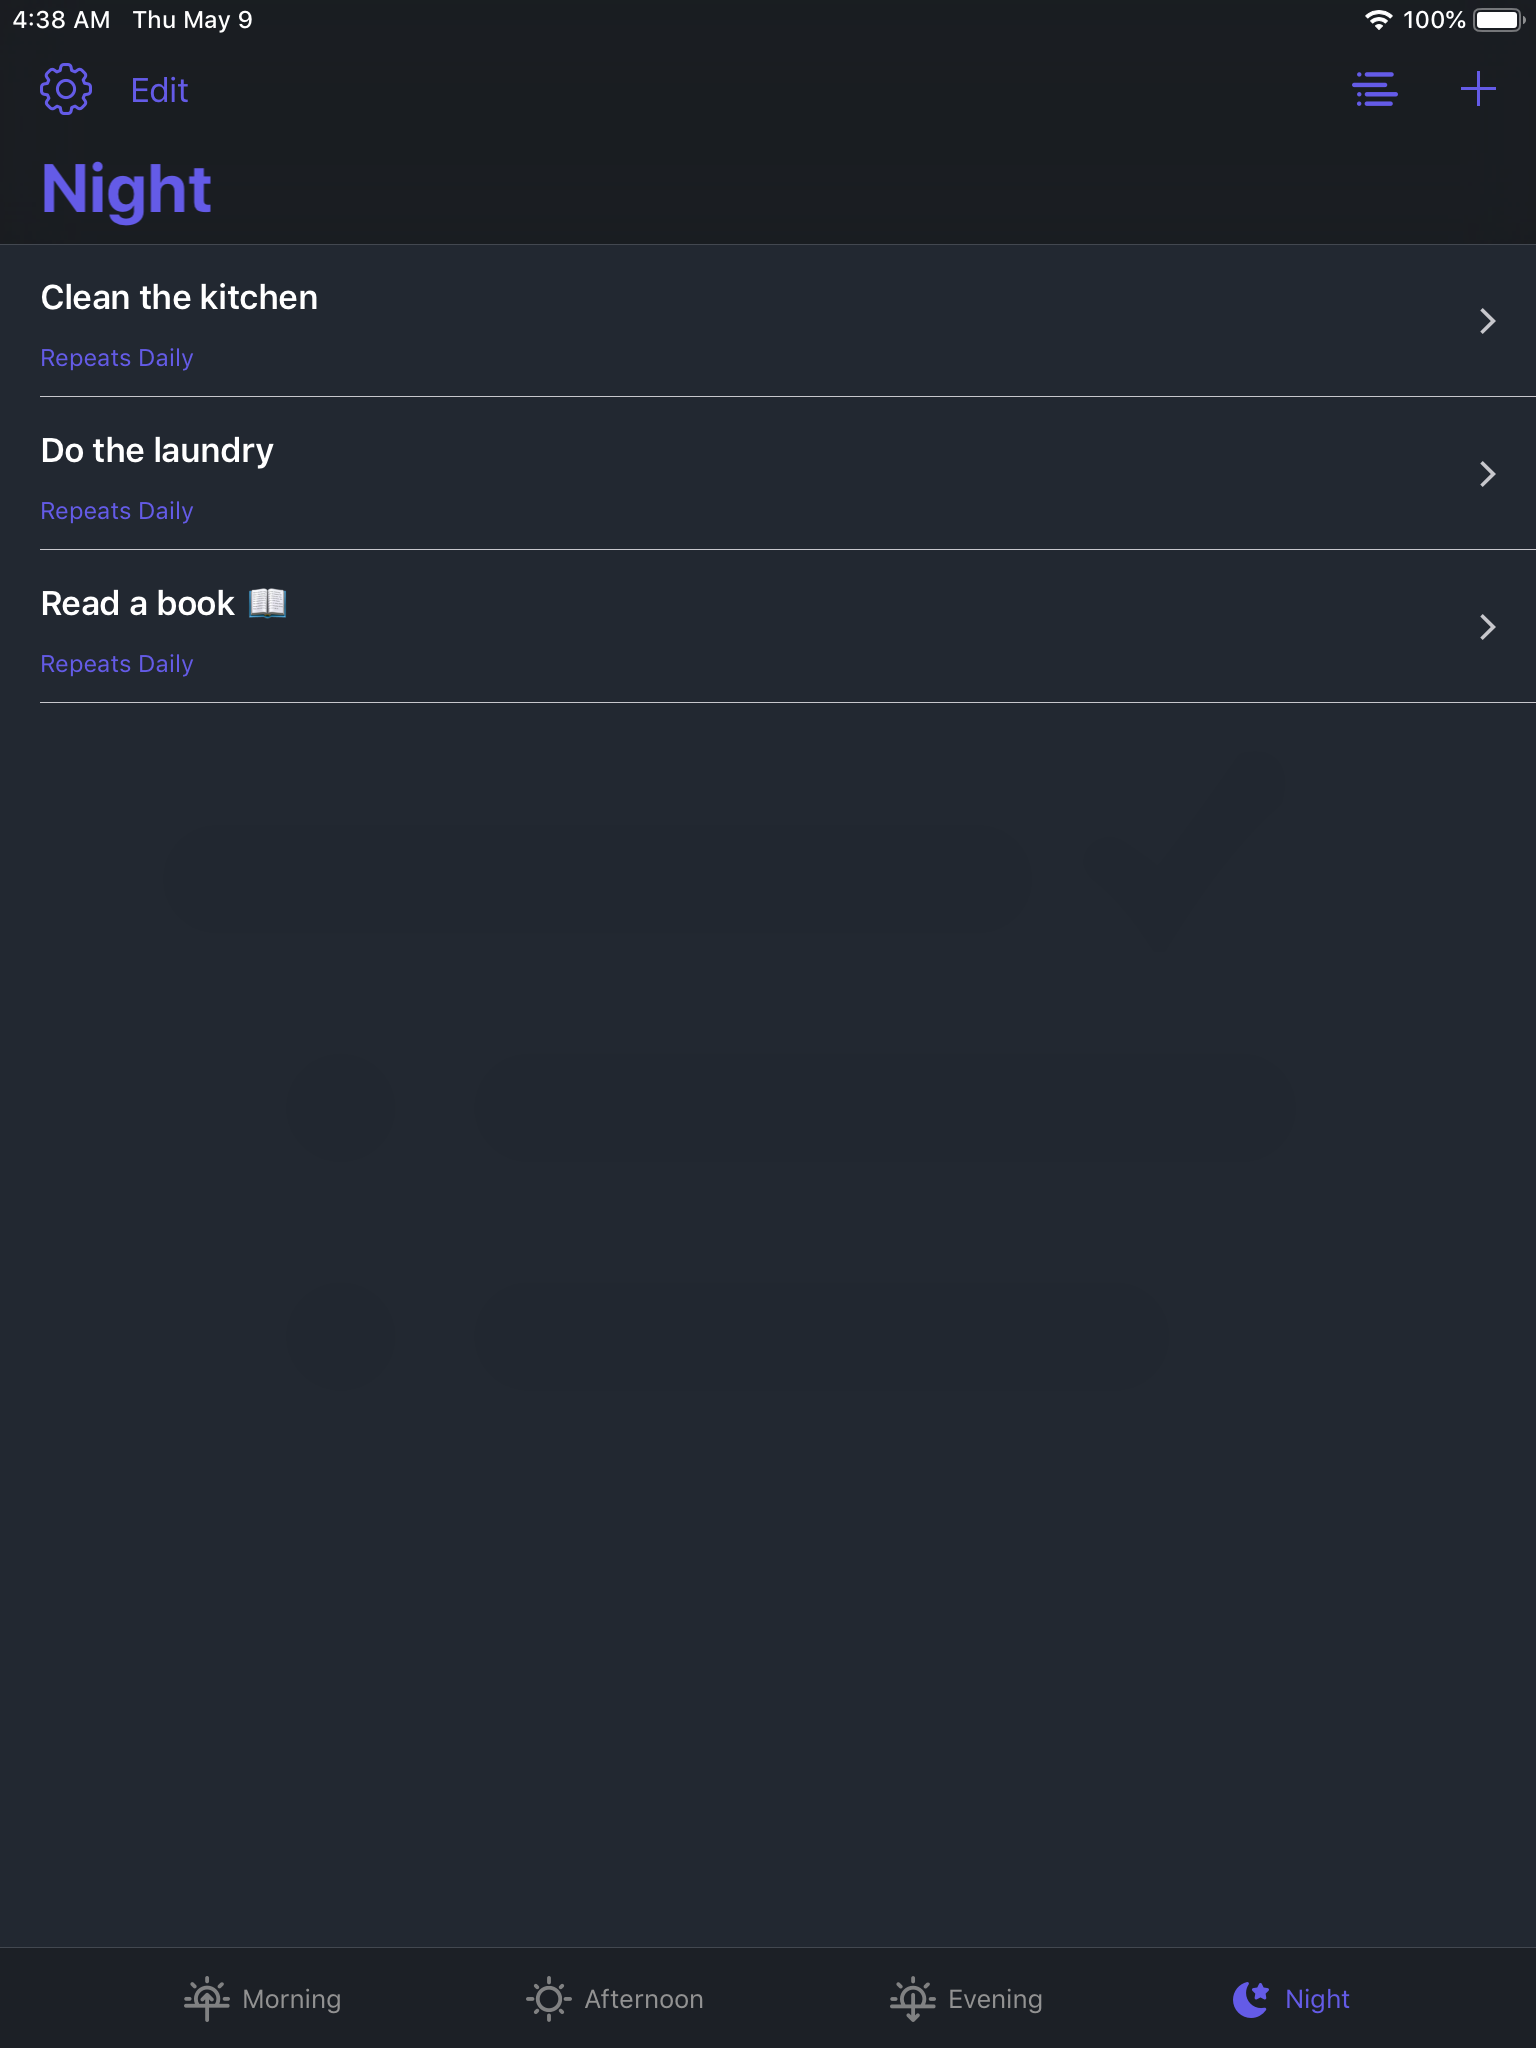 4:38 AM Thu May 9 100%
Edit
Night
Clean the kitchen
Repeats Daily
Do the laundry
Repeats Daily
Read a book 📖
Repeats Daily
Morning Afternoon Evening Night